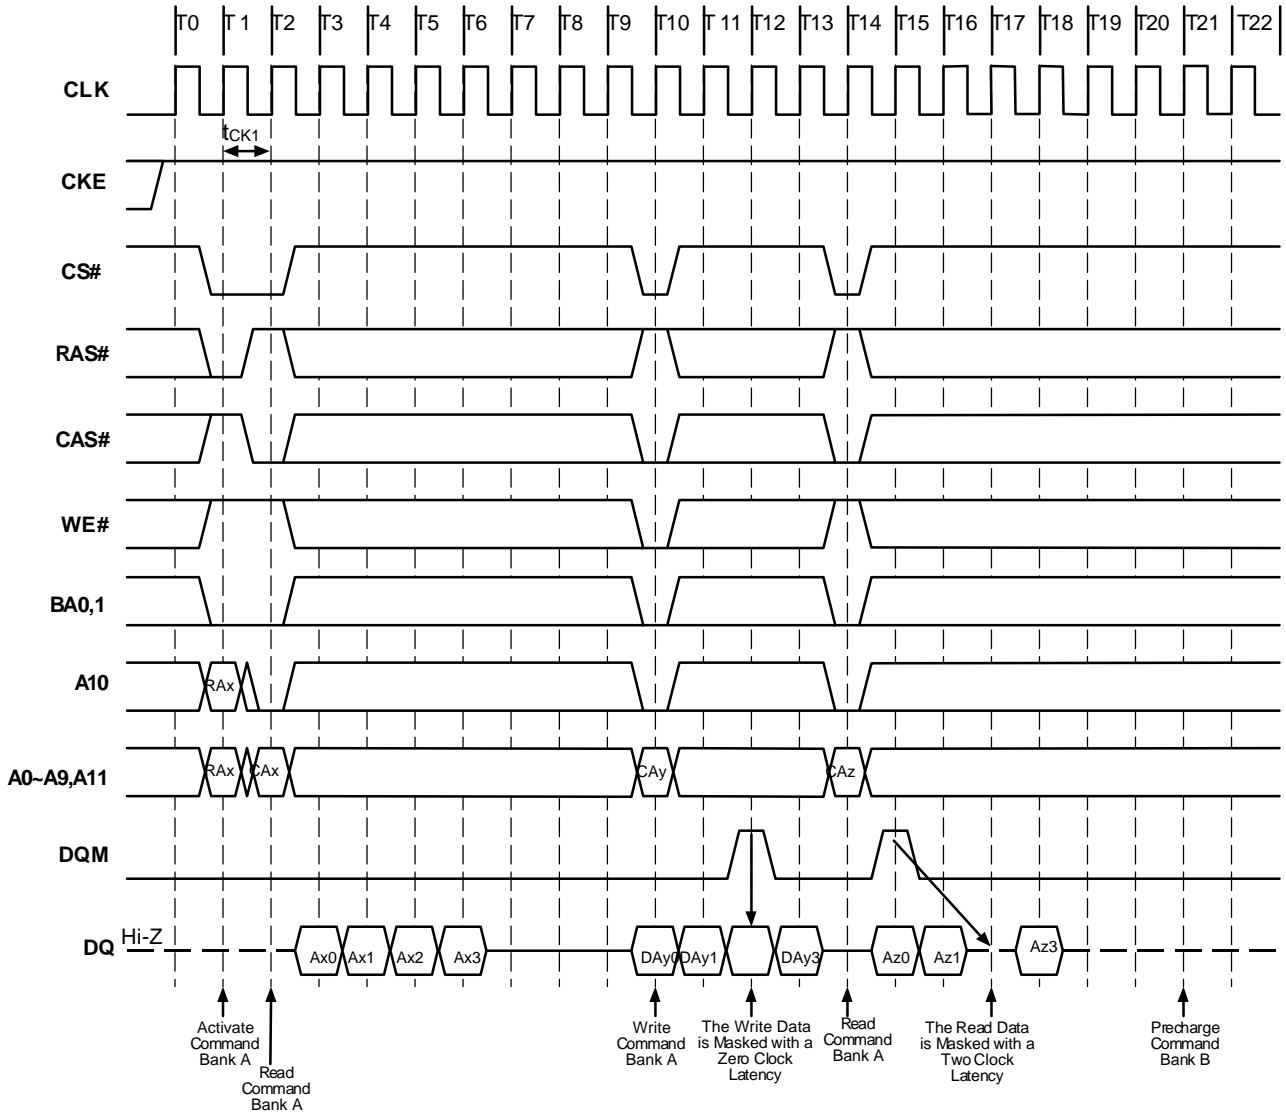 T0 T 1 T2 T3 T4 T5 T6 T7 T8 T9 T10 T 11 T12 T13 T14 T15 T16 T17 T18 T19 T20 T21 T22
CLK
tCK1
CKE
CS#
RAS#
CAS#
WE#
BA0,1
A10
RAx
A0~A9,A11
RAx CAx CAy CAz
DQM
DQ
Hi-Z
Ax0 Ax1 Ax2 Ax3 DAy0 DAy1 DAy3 Az0 Az1 Az3
Activate
Command
Bank A
Read
Command
Bank A
Write
Command
Bank A
The Write Data
is Masked with a
Zero Clock
Latency
Read
Command
Bank A
The Read Data
is Masked with a
Two Clock
Latency
Precharge
Command
Bank B